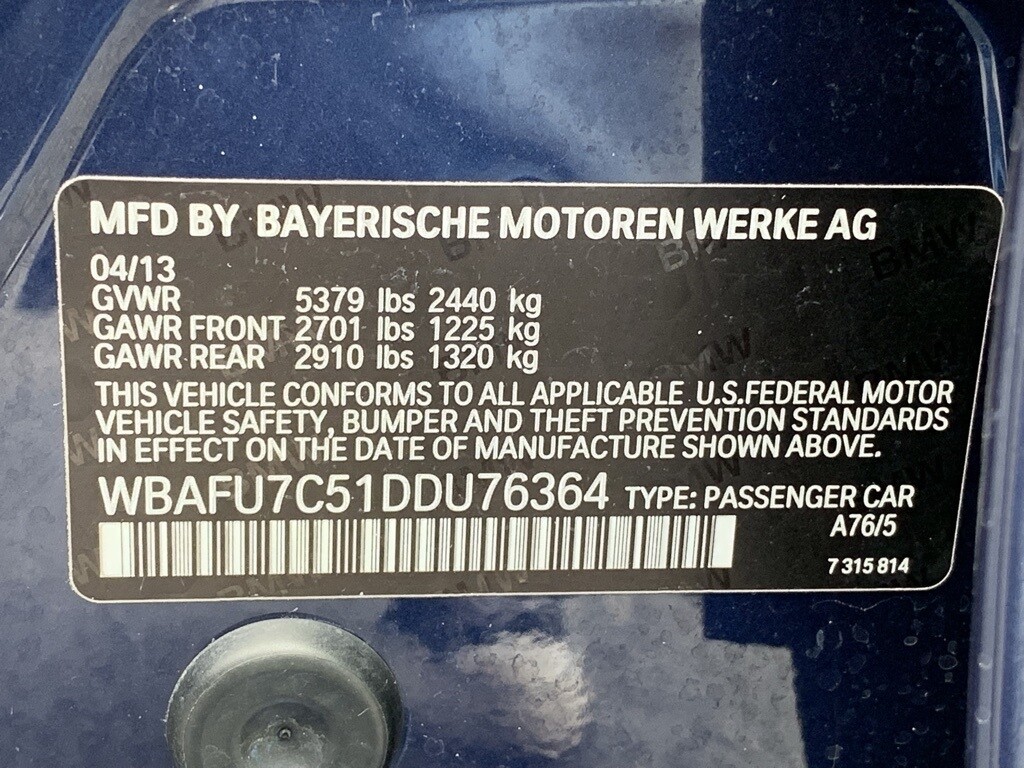 MFD BY BAYERISCHE MOTOREN WERKE AG
04/13
GVWR 5379 lbs 2440 kg
GAWR FRONT 2701 lbs 1225 kg
GAWR REAR 2910 lbs 1320 kg
THIS VEHICLE CONFORMS TO ALL APPLICABLE U.S.FEDERAL MOTOR
VEHICLE SAFETY, BUMPER AND THEFT PREVENTION STANDARDS
IN EFFECT ON THE DATE OF MANUFACTURE SHOWN ABOVE.
WBAFU7C51DDU76364 TYPE: PASSENGER CAR
A76/5
7 315 814